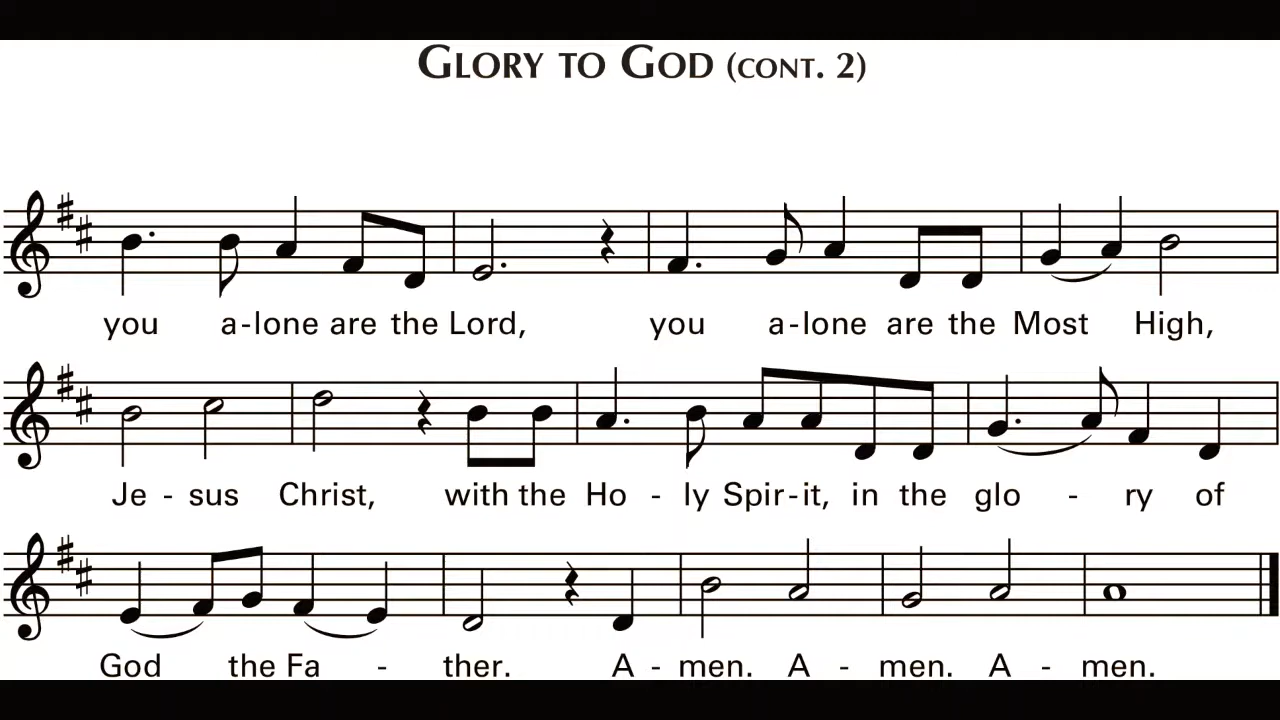 GLORY TO GOD (CONT. 2)
you a-lone are the Lord, you a-lone are the Most High,
Je - sus Christ, with the Ho - ly Spir-it, in the glo - ry of
God the Fa - ther. A - men. A - men. A - men.